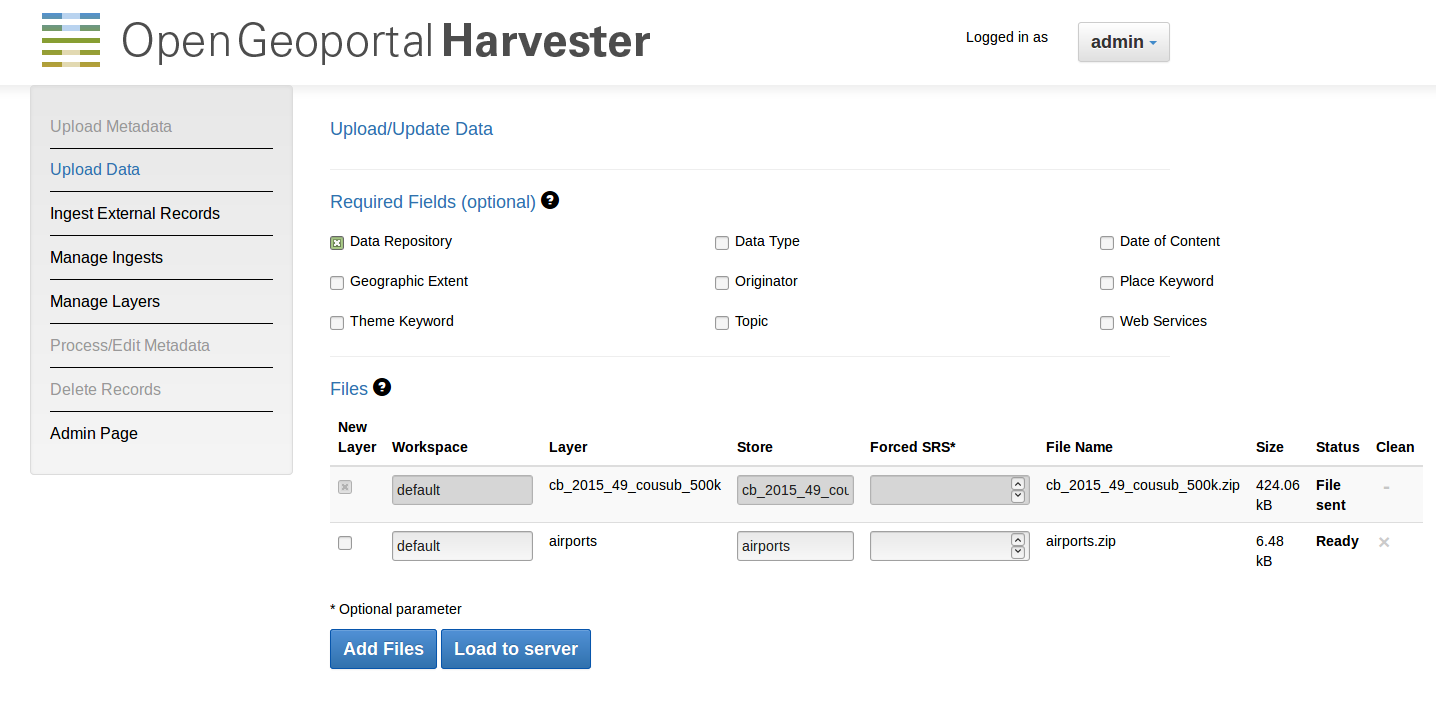 Open Geoportal Harvester
Logged in as
admin
Upload Metadata
Upload Data
Ingest External Records
Manage Ingests
Manage Layers
Process/Edit Metadata
Delete Records
Admin Page
Upload/Update Data
Required Fields (optional) ?
Data Repository Data Type Date of Content
Geographic Extent Originator Place Keyword
Theme Keyword Topic Web Services
Files ?
New
Layer Workspace Layer Store Forced SRS* File Name Size Status Clean
default cb_2015_49_cousub_500k cb_2015_49_cou cb_2015_49_cousub_500k.zip 424.06 File -
kB sent
default airports airports airports.zip 6.48 Ready ×
kB
* Optional parameter
Add Files Load to server